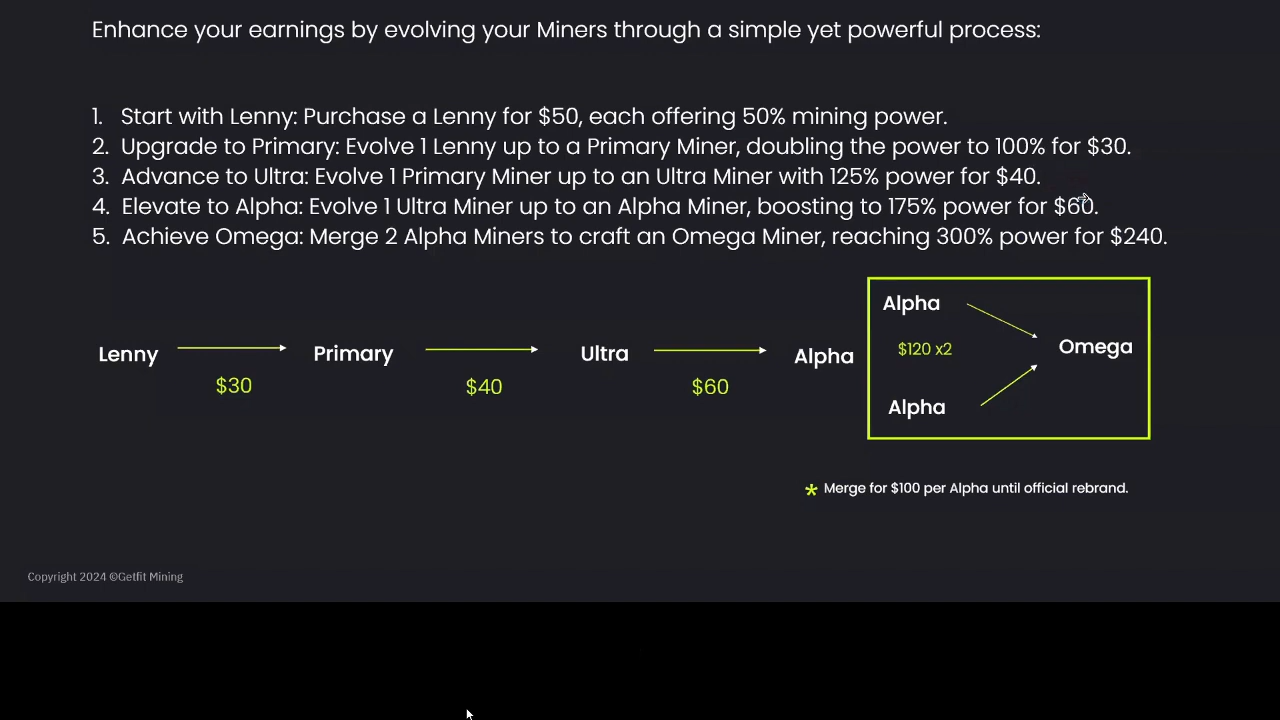 Enhance your earnings by evolving your Miners through a simple yet powerful process:
1. Start with Lenny: Purchase a Lenny for $50, each offering 50% mining power.
2. Upgrade to Primary: Evolve 1 Lenny up to a Primary Miner, doubling the power to 100% for $30.
3. Advance to Ultra: Evolve 1 Primary Miner up to an Ultra Miner with 125% power for $40.
4. Elevate to Alpha: Evolve 1 Ultra Miner up to an Alpha Miner, boosting to 175% power for $60.
5. Achieve Omega: Merge 2 Alpha Miners to craft an Omega Miner, reaching 300% power for $240.
Lenny
$30
Primary
$40
Ultra
$60
Alpha
Alpha
$120 x2
Alpha
Omega
* Merge for $100 per Alpha until official rebrand.
Copyright 2024 ©Getfit Mining